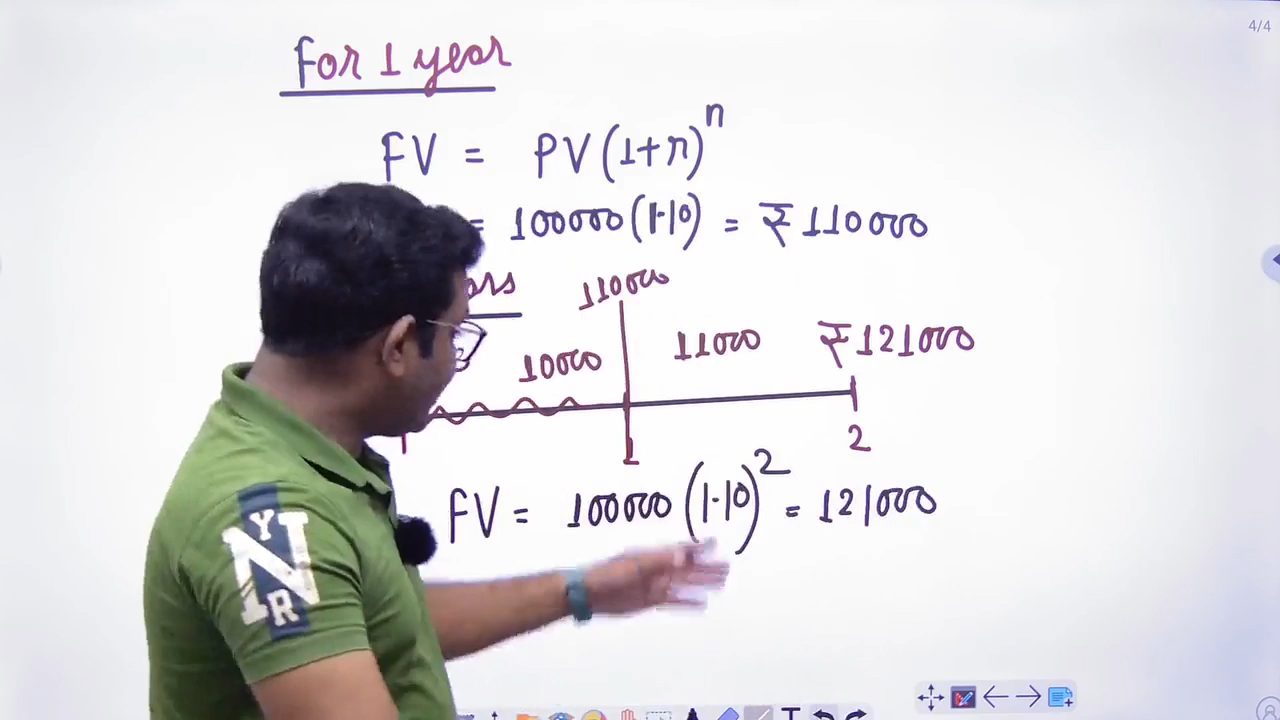 4/4
For 1 year
FV = PV(1+r)^n
= 100000(1.10) = ₹110000
110000
10000 11000 ₹121000
1 2
FV = 100000(1.10)^2 = 121000
Y
N
R